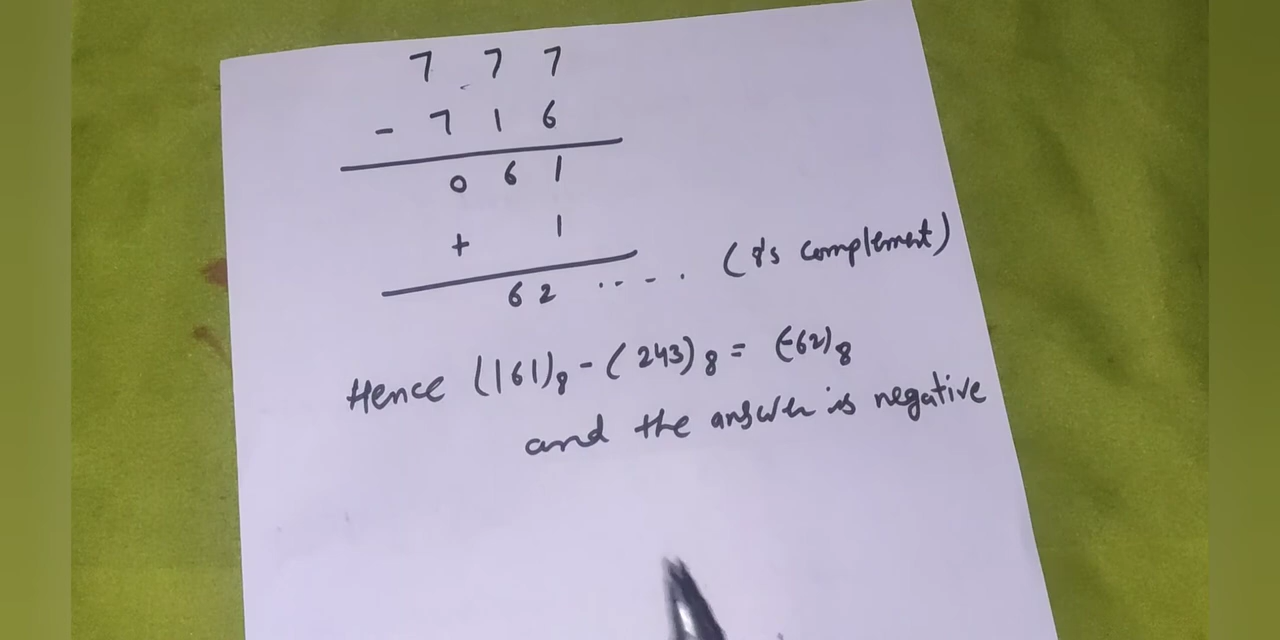 7 7 7
- 7 1 6
0 6 1
+ 1
6 2 ..... (8's complement)
Hence (161)8 - (243)8 = (-62)8
and the answer is negative